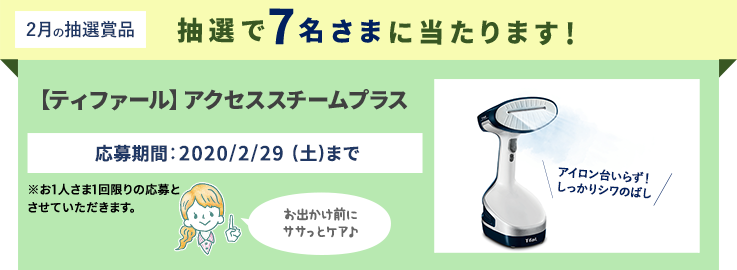 2月の抽選賞品
抽選で7名さまに当たります！
【ティファール】アクセススチームプラス
応募期間：2020/2/29（土）まで
※お1人さま1回限りの応募と
させていただきます。
お出かけ前に
ササっとケア♪
アイロン台いらず！
しっかりシワのばし
T-fal